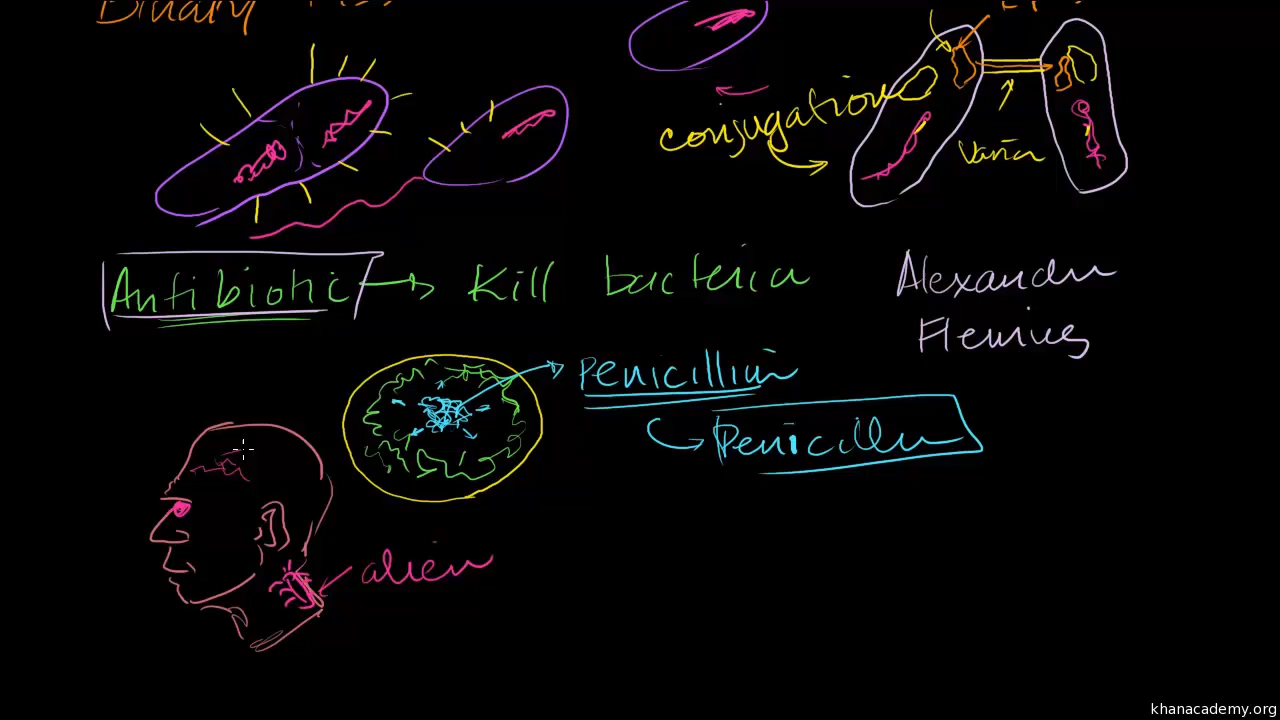 Binary
conjugation
Antibiotic → Kill bacteria
Alexander
Fleming
Penicillium
Penicillin
alien
khanacademy.org